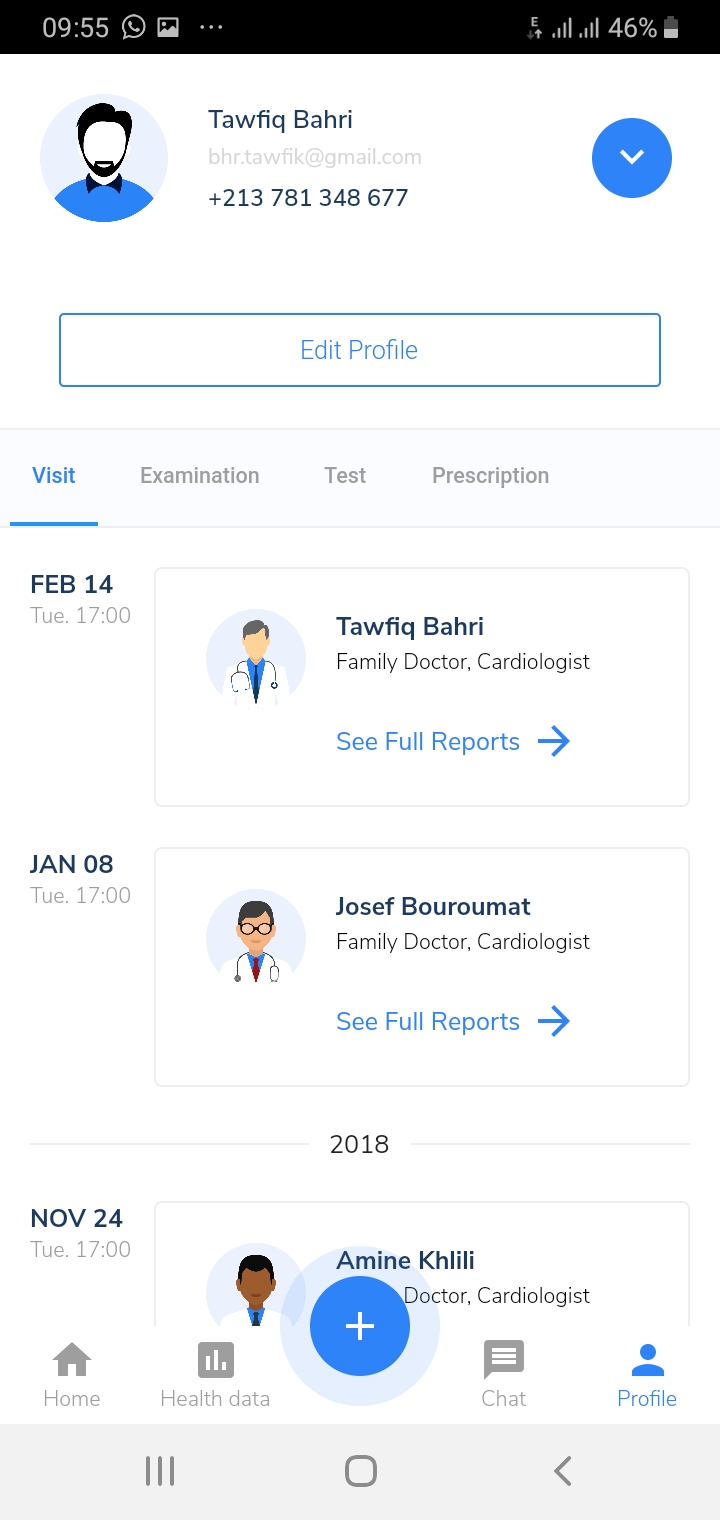 09:55 ... E 46%
Tawfiq Bahri
bhr.tawfik@gmail.com
+213 781 348 677
Edit Profile
Visit Examination Test Prescription
FEB 14
Tue. 17:00
Tawfiq Bahri
Family Doctor, Cardiologist
See Full Reports
JAN 08
Tue. 17:00
Josef Bouroumat
Family Doctor, Cardiologist
See Full Reports
2018
NOV 24
Tue. 17:00
Amine Khlili
Doctor, Cardiologist
Home Health data Chat Profile